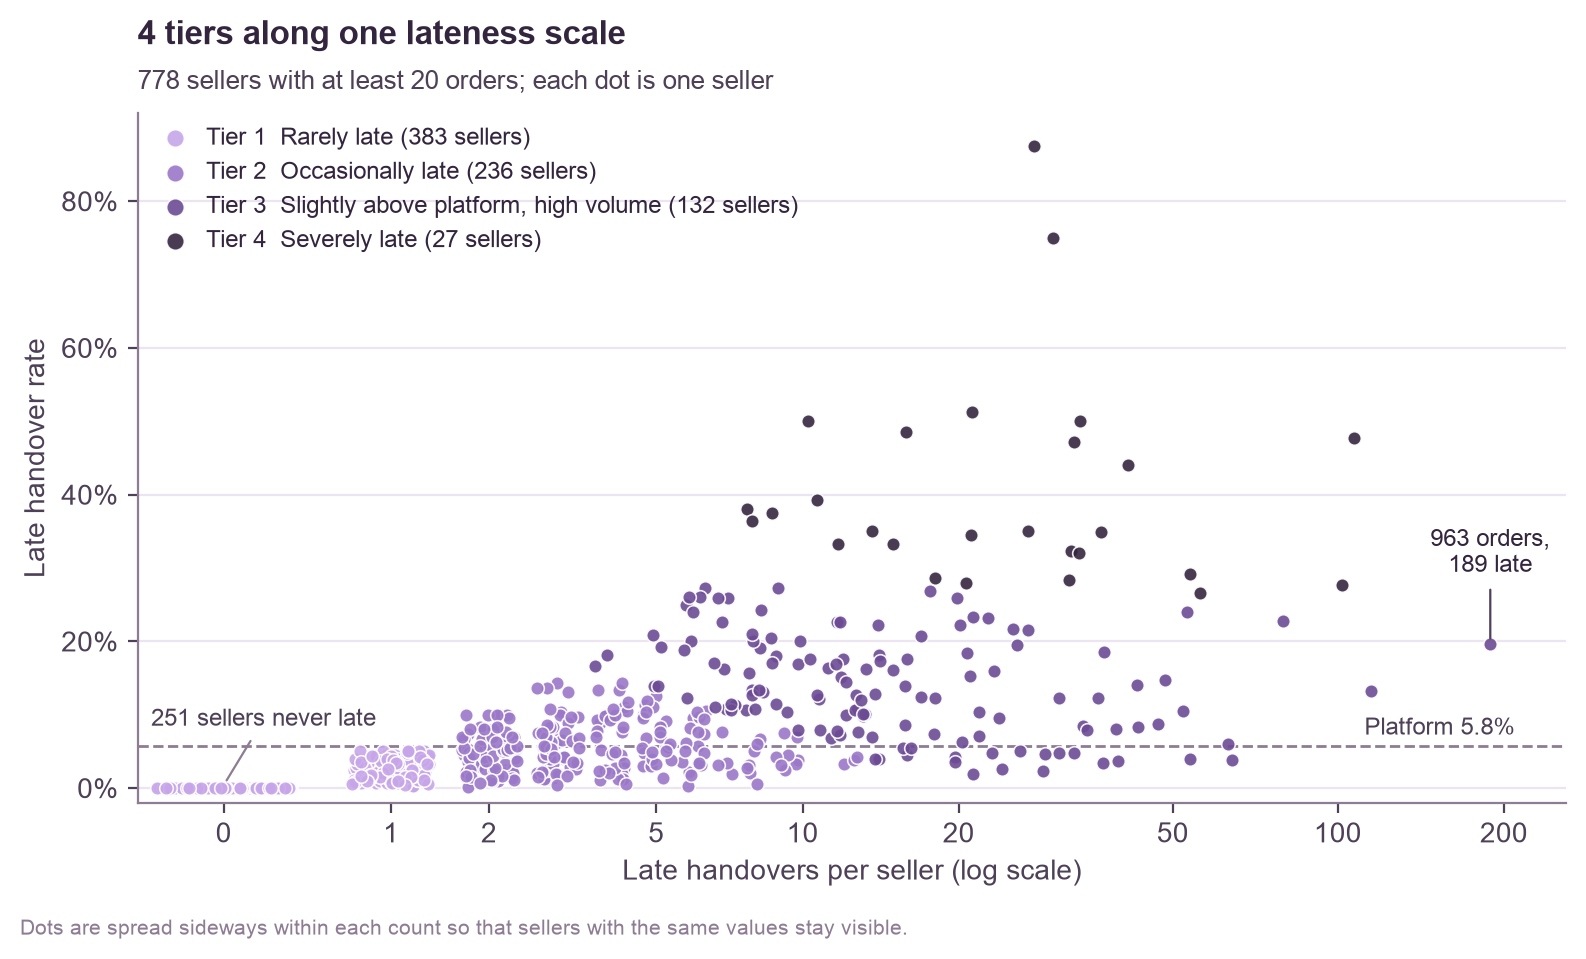 4 tiers along one lateness scale
778 sellers with at least 20 orders; each dot is one seller
Tier 1 Rarely late (383 sellers)
Tier 2 Occasionally late (236 sellers)
Tier 3 Slightly above platform, high volume (132 sellers)
Tier 4 Severely late (27 sellers)
80%
60%
40%
20%
0%
Late handover rate
963 orders,
189 late
251 sellers never late
Platform 5.8%
0 1 2 5 10 20 50 100 200
Late handovers per seller (log scale)
Dots are spread sideways within each count so that sellers with the same values stay visible.